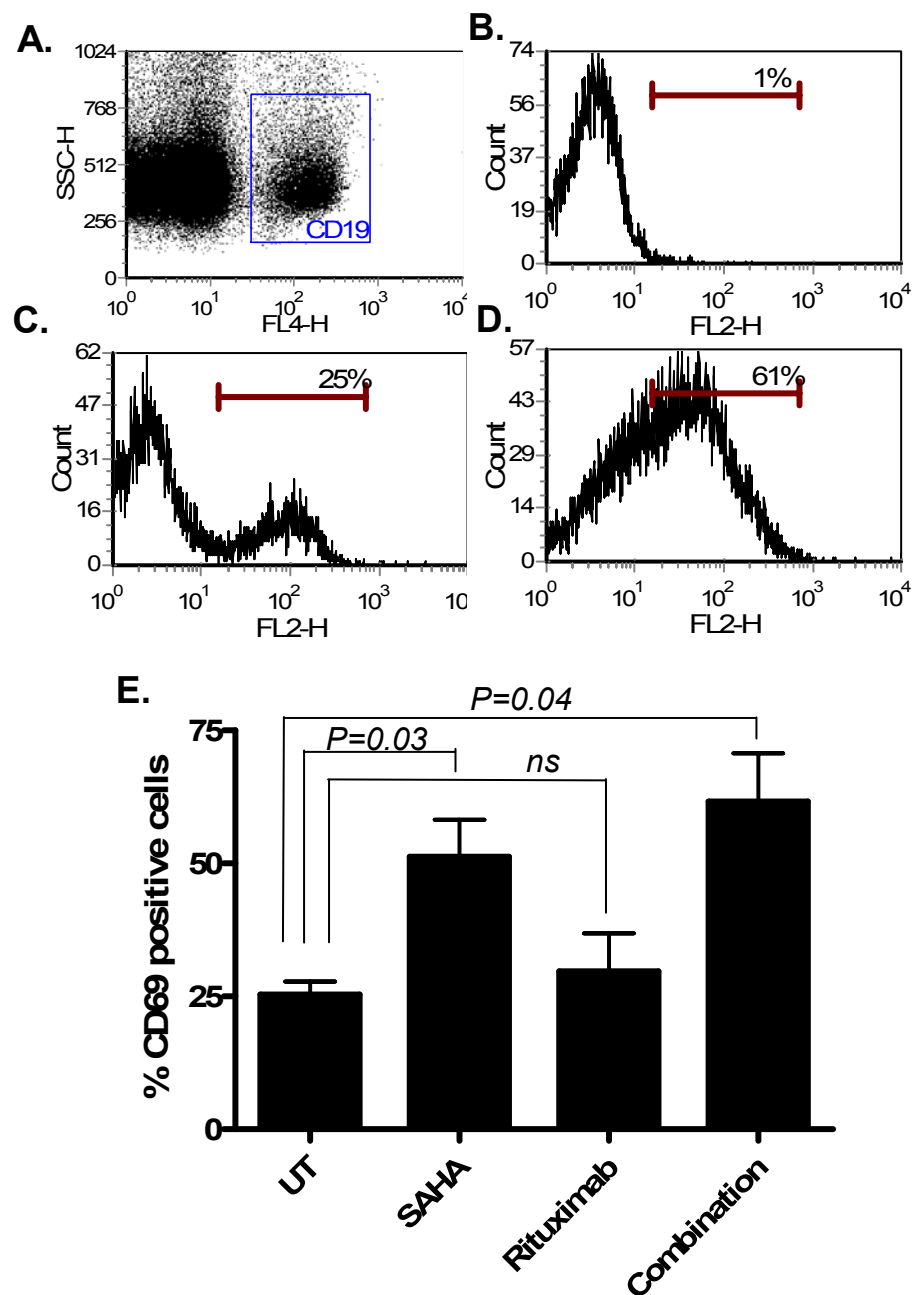 A.
1024
768
512
256
0
SSC-H
CD19
10^0 10^1 10^2 10^3 10^4
FL4-H
B.
74
56
37
19
0
Count
1%
10^0 10^1 10^2 10^3 10^4
FL2-H
C.
62
47
31
16
0
Count
25%
10^0 10^1 10^2 10^3
FL2-H
D.
57
43
29
14
0
Count
61%
10^0 10^1 10^2 10^3 10^4
FL2-H
E.
P=0.04
P=0.03
ns
75
50
25
0
% CD69 positive cells
UT
SAHA
Rituximab
Combination